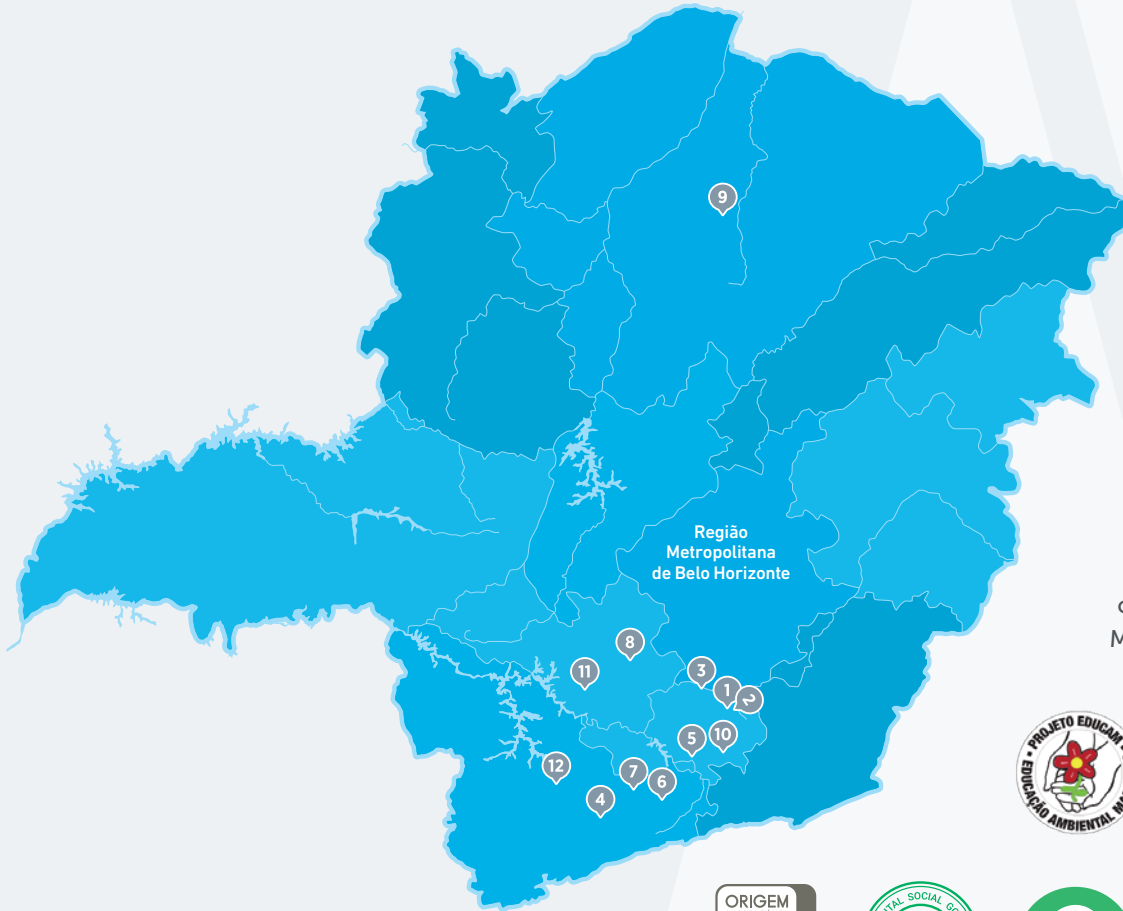 9
Região
Metropolitana
de Belo Horizonte
8
11
3
1
2
5
10
12
7
6
4
M
PROJETO EDUCAM
EDUCAÇÃO AMBIENTAL
ORIGEM
SOCIAL